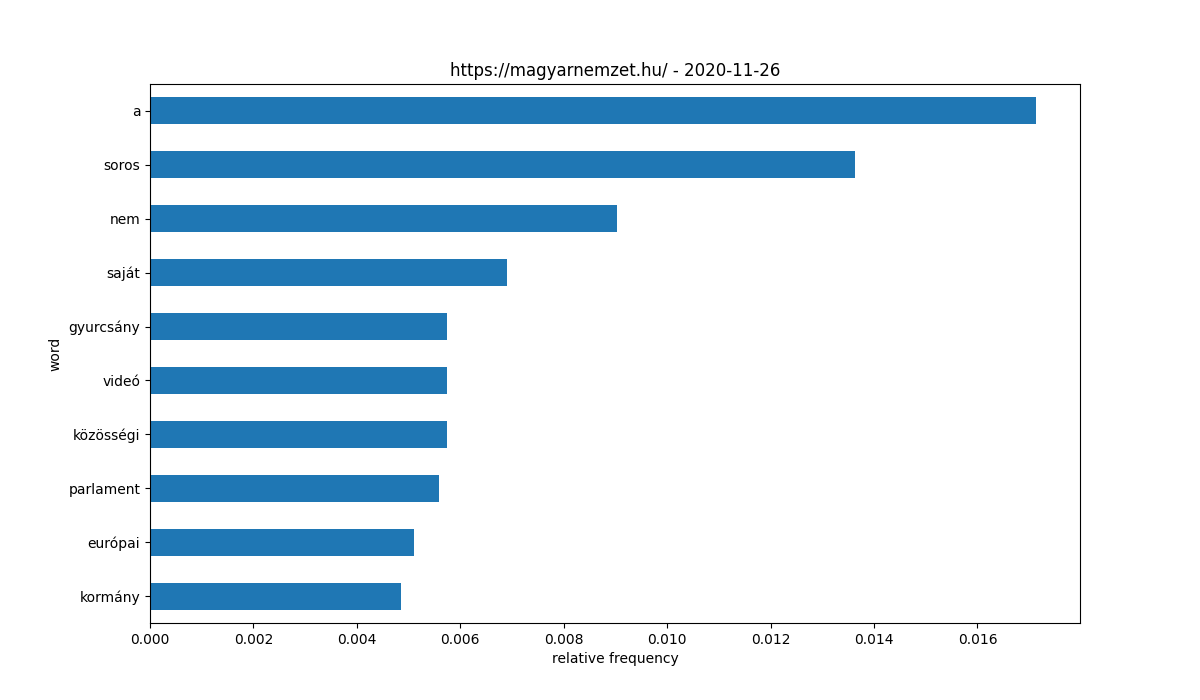 https://magyarnemzet.hu/ - 2020-11-26
a
soros
nem
saját
gyurcsány
videó
közösségi
parlament
európai
kormány
word
0.000 0.002 0.004 0.006 0.008 0.010 0.012 0.014 0.016
relative frequency